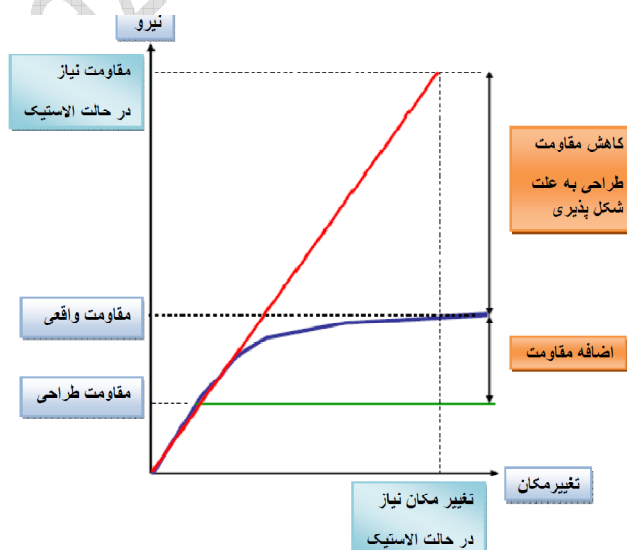 نیرو
مقاومت نیاز
در حالت الاستیک
کاهش مقاومت
طراحی به علت
شکل پذیری
مقاومت واقعی
اضافه مقاومت
مقاومت طراحی
تغییرمکان
تغییر مکان نیاز
در حالت الاستیک